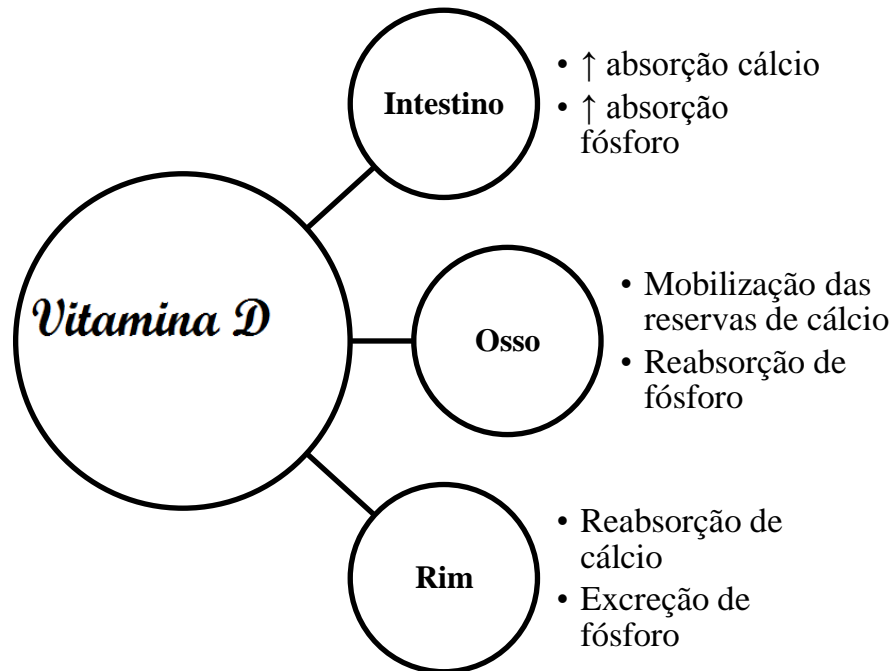 Vitamina D
Intestino
• ↑ absorção cálcio
• ↑ absorção
fósforo
Osso
• Mobilização das
reservas de cálcio
• Reabsorção de
fósforo
Rim
• Reabsorção de
cálcio
• Excreção de
fósforo